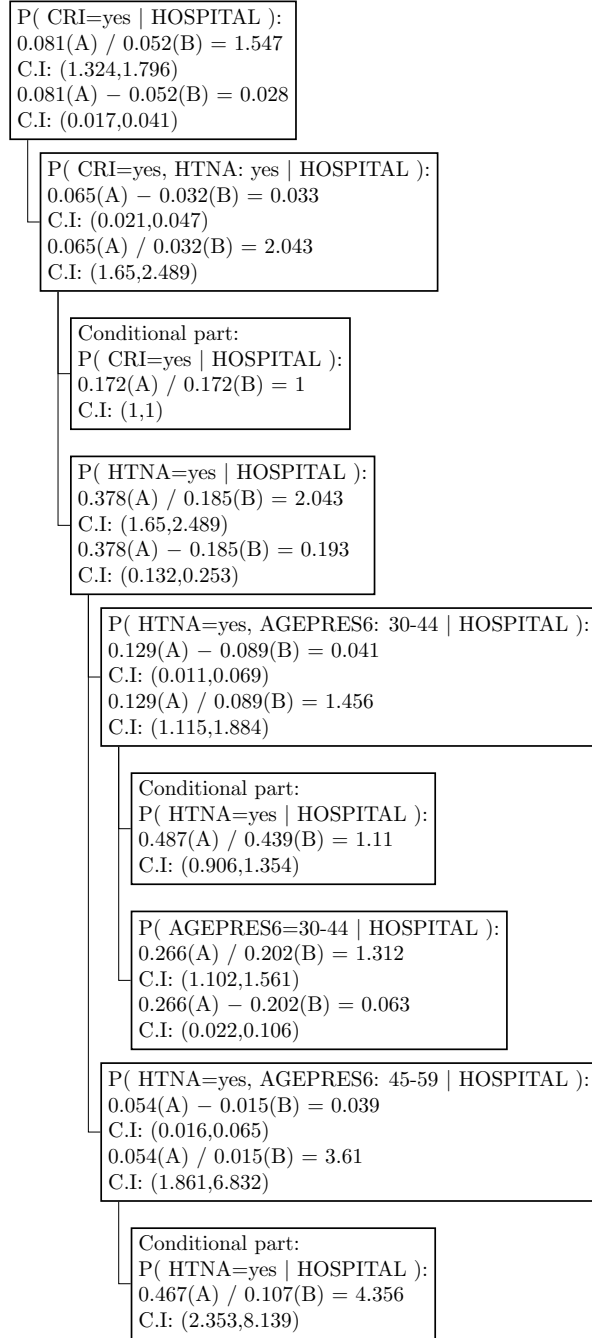 P( CRI=yes | HOSPITAL ):
0.081(A) / 0.052(B) = 1.547
C.I: (1.324,1.796)
0.081(A) − 0.052(B) = 0.028
C.I: (0.017,0.041)
P( CRI=yes, HTNA: yes | HOSPITAL ):
0.065(A) − 0.032(B) = 0.033
C.I: (0.021,0.047)
0.065(A) / 0.032(B) = 2.043
C.I: (1.65,2.489)
Conditional part:
P( CRI=yes | HOSPITAL ):
0.172(A) / 0.172(B) = 1
C.I: (1,1)
P( HTNA=yes | HOSPITAL ):
0.378(A) / 0.185(B) = 2.043
C.I: (1.65,2.489)
0.378(A) − 0.185(B) = 0.193
C.I: (0.132,0.253)
P( HTNA=yes, AGEPRES6: 30-44 | HOSPITAL ):
0.129(A) − 0.089(B) = 0.041
C.I: (0.011,0.069)
0.129(A) / 0.089(B) = 1.456
C.I: (1.115,1.884)
Conditional part:
P( HTNA=yes | HOSPITAL ):
0.487(A) / 0.439(B) = 1.11
C.I: (0.906,1.354)
P( AGEPRES6=30-44 | HOSPITAL ):
0.266(A) / 0.202(B) = 1.312
C.I: (1.102,1.561)
0.266(A) − 0.202(B) = 0.063
C.I: (0.022,0.106)
P( HTNA=yes, AGEPRES6: 45-59 | HOSPITAL ):
0.054(A) − 0.015(B) = 0.039
C.I: (0.016,0.065)
0.054(A) / 0.015(B) = 3.61
C.I: (1.861,6.832)
Conditional part:
P( HTNA=yes | HOSPITAL ):
0.467(A) / 0.107(B) = 4.356
C.I: (2.353,8.139)